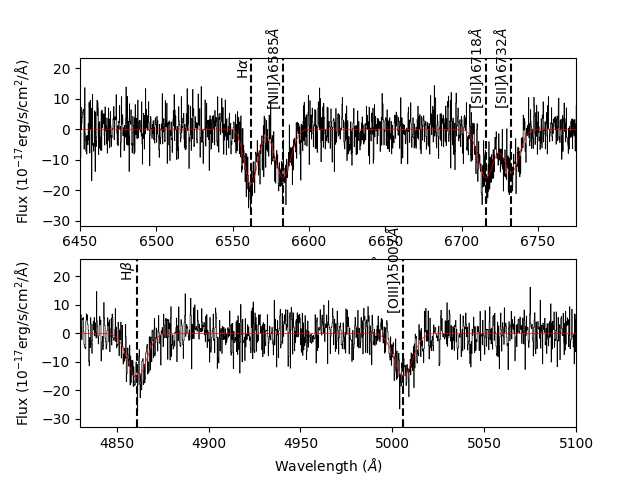 Hα
[NII]λ6585Å
[SII]λ6718Å
[SII]λ6732Å
Flux (10⁻¹⁷erg/s/cm²/Å)
20
10
0
−10
−20
−30
6450
6500
6550
6600
6650
6700
6750
Hβ
[OIII]λ5007Å
Flux (10⁻¹⁷erg/s/cm²/Å)
20
10
0
−10
−20
−30
4850
4900
4950
5000
5050
5100
Wavelength (Å)